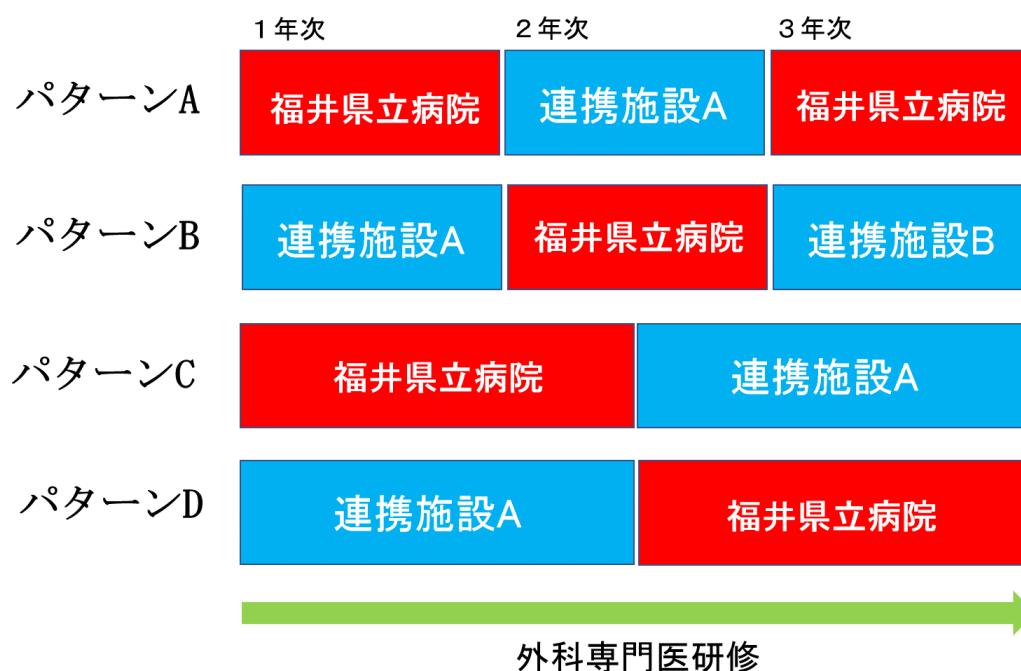 １年次 ２年次 ３年次
パターンA 福井県立病院 連携施設A 福井県立病院
パターンB 連携施設A 福井県立病院 連携施設B
パターンC 福井県立病院 連携施設A
パターンD 連携施設A 福井県立病院
外科専門医研修